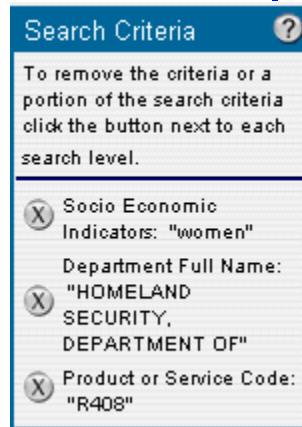 Search Criteria ?
To remove the criteria or a
portion of the search criteria
click the button next to each
search level.
X Socio Economic
Indicators: "women"
Department Full Name:
X "HOMELAND
SECURITY,
DEPARTMENT OF"
X Product or Service Code:
"R408"